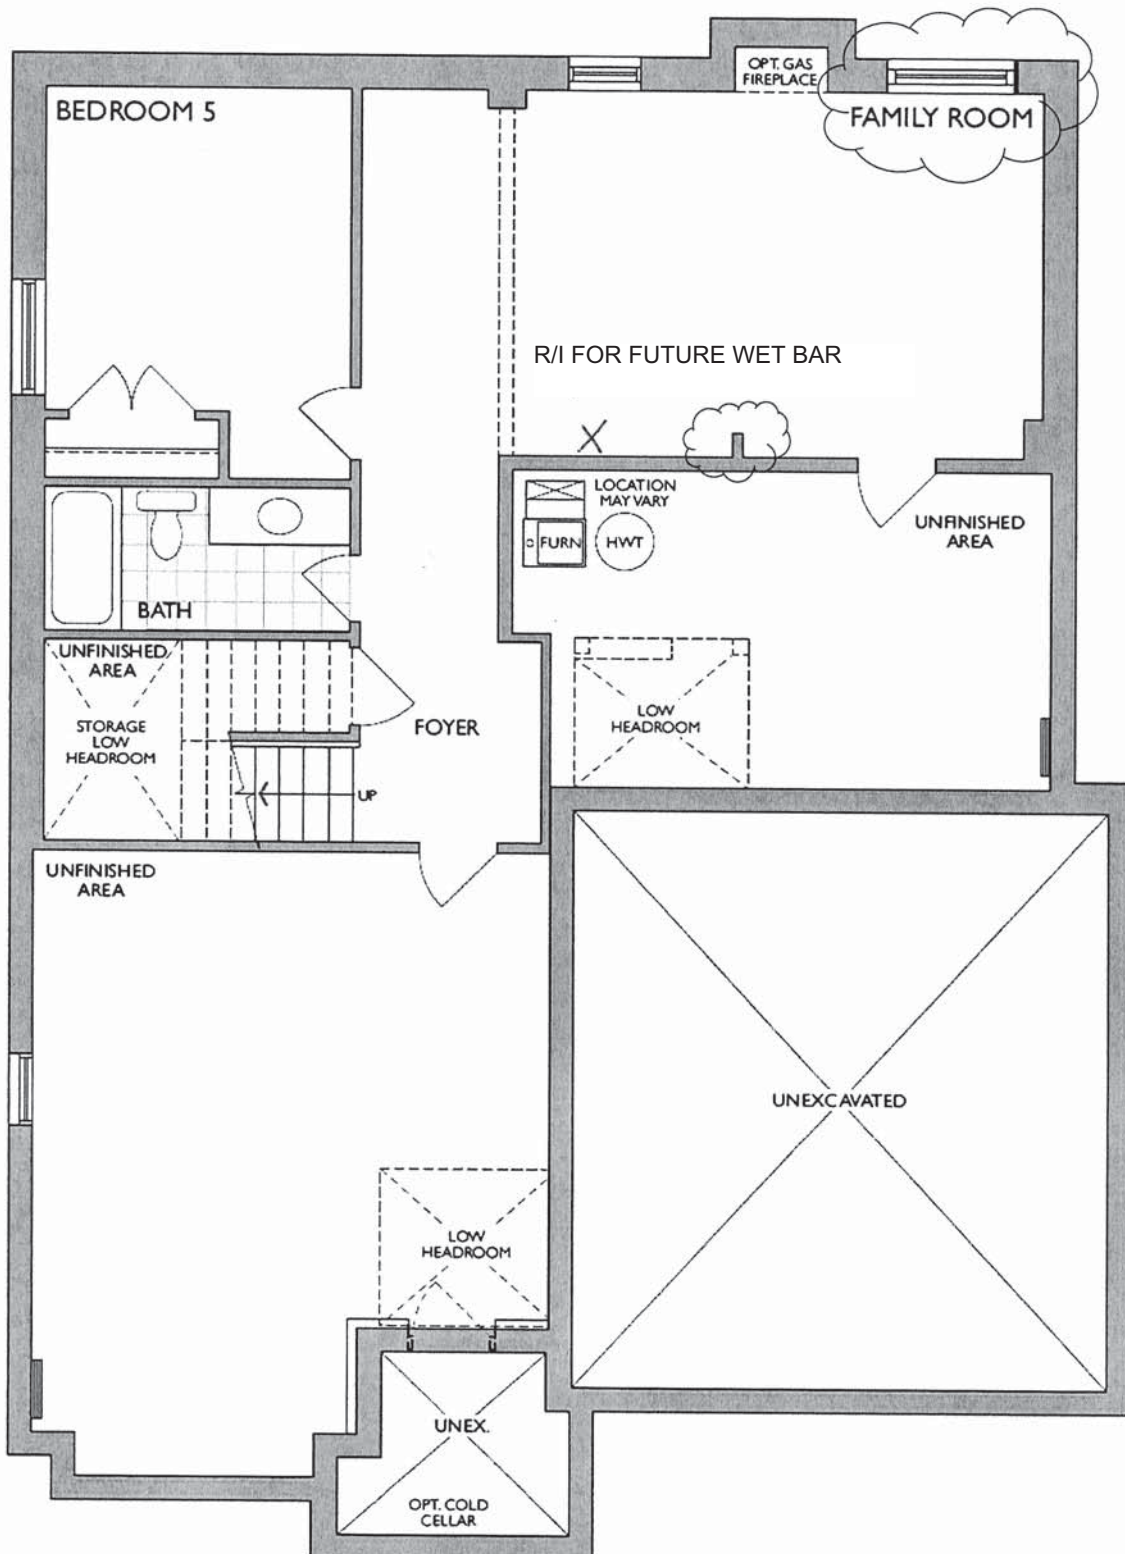 OPT. GAS
FIREPLACE
BEDROOM 5
FAMILY ROOM
R/I FOR FUTURE WET BAR
X
LOCATION
MAY VARY
FURN
HWT
UNFINISHED
AREA
BATH
UNFINISHED
AREA
STORAGE
LOW
HEADROOM
FOYER
LOW
HEADROOM
UP
UNFINISHED
AREA
UNEXCAVATED
LOW
HEADROOM
UNEX.
OPT. COLD
CELLAR